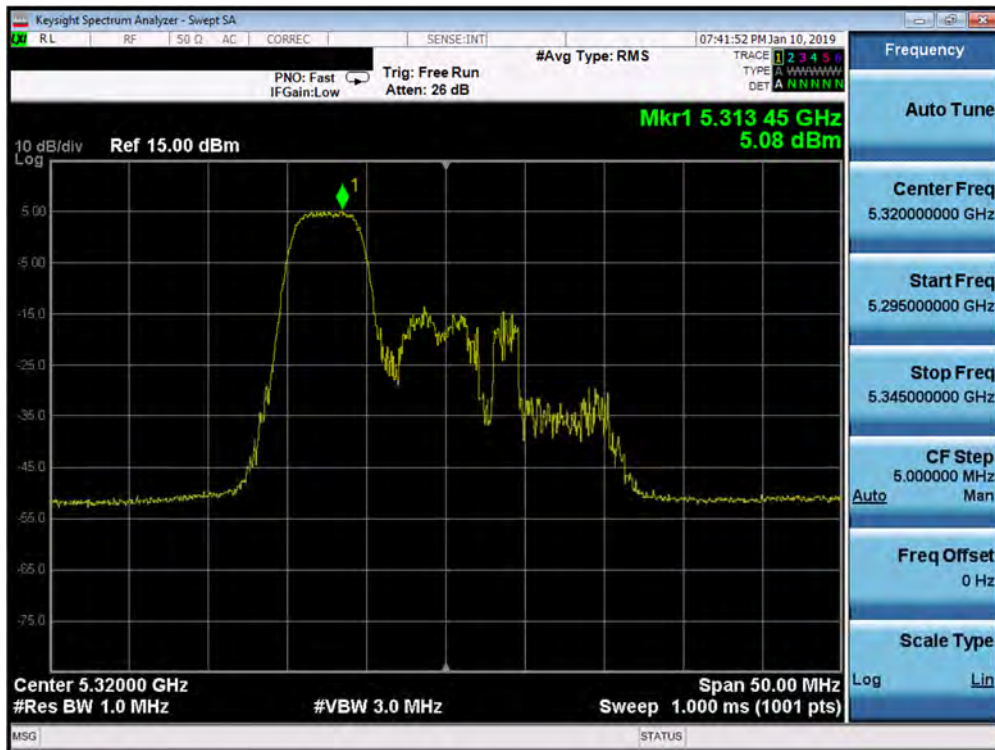 Keysight Spectrum Analyzer - Swept SA
LXI RL RF 50 Ω AC CORREC SENSE:INT 07:41:52 PM Jan 10, 2019
#Avg Type: RMS
TRACE 1 2 3 4 5 6
PNO: Fast Trig: Free Run TYPE A WWWWW
IFGain:Low Atten: 26 dB DET A N N N N N
Mkr1 5.313 45 GHz
5.08 dBm
10 dB/div Ref 15.00 dBm
Log
1
5.00
-5.00
-15.0
-25.0
-35.0
-45.0
-55.0
-65.0
-75.0
Center 5.32000 GHz Span 50.00 MHz
#Res BW 1.0 MHz #VBW 3.0 MHz Sweep 1.000 ms (1001 pts)
MSG STATUS
Frequency
Auto Tune
Center Freq
5.320000000 GHz
Start Freq
5.295000000 GHz
Stop Freq
5.345000000 GHz
CF Step
5.000000 MHz
Auto Man
Freq Offset
0 Hz
Scale Type
Log Lin